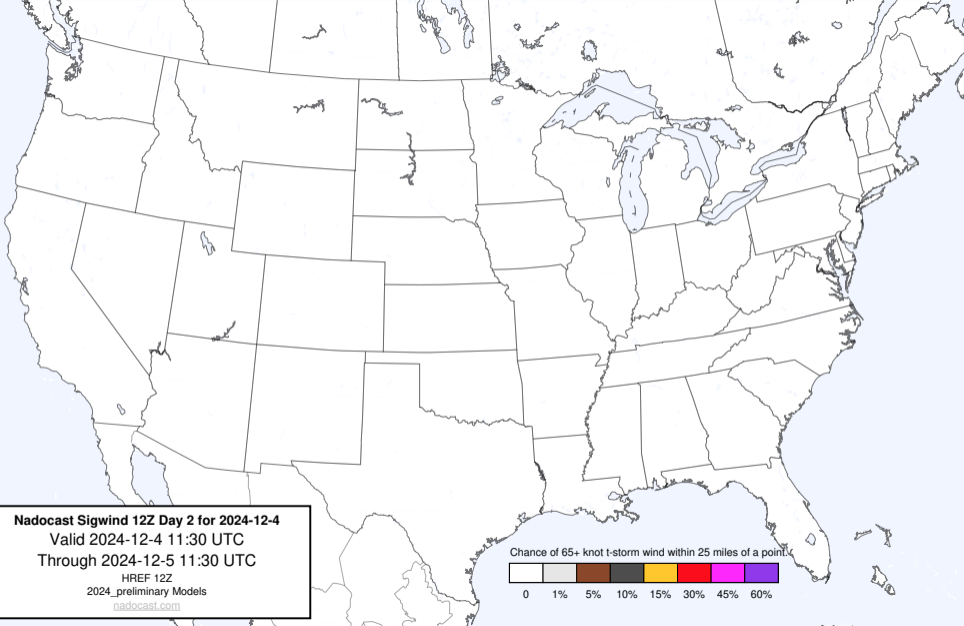 Nadocast Sigwind 12Z Day 2 for 2024-12-4
Valid 2024-12-4 11:30 UTC
Through 2024-12-5 11:30 UTC
HREF 12Z
2024_preliminary Models
nadocast.com
Chance of 65+ knot t-storm wind within 25 miles of a point.
0 1% 5% 10% 15% 30% 45% 60%